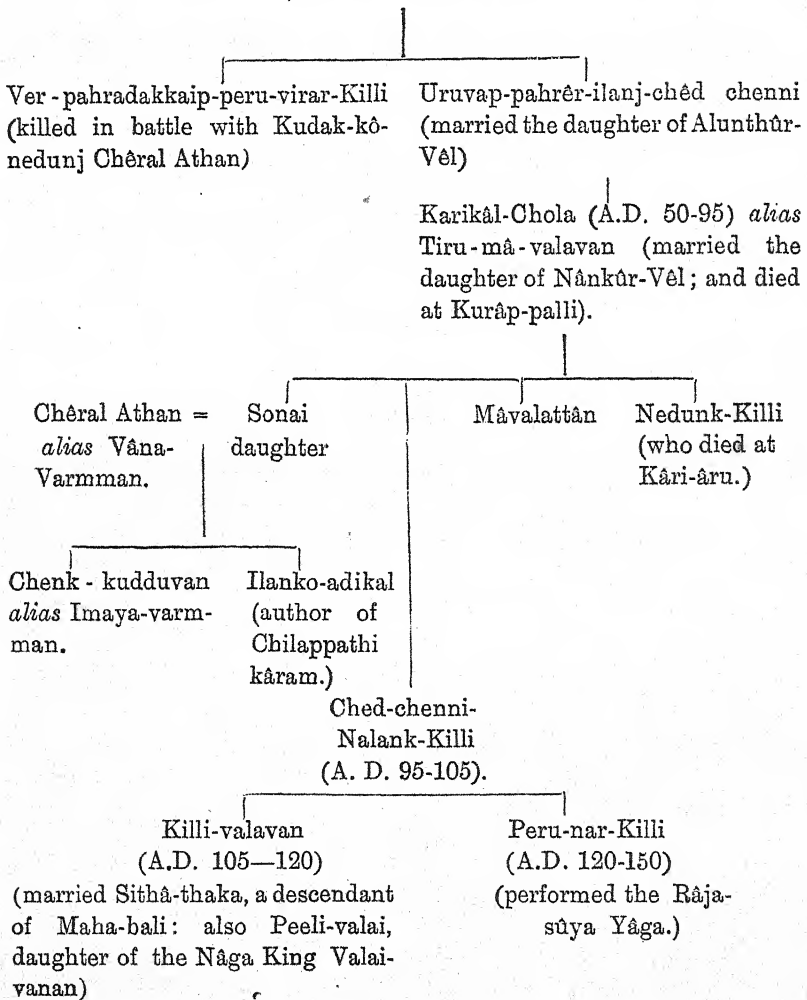 Ver-pahradakkaip-peru-virar-Killi
(killed in battle with Kudak-kô-
nedunj Chêral Athan)
Uruvap-pahrêr-ilanj-chêd chenni
(married the daughter of Alunthûr-
Vêl)
Karikâl-Chola (A.D. 50-95) alias
Tiru-mâ-valavan (married the
daughter of Nânkûr-Vêl; and died
at Kurâp-palli).
Chêral Athan =
alias Vâna-
Varmman.
Sonai
daughter
Mâvalattân
Nedunk-Killi
(who died at
Kâri-âru.)
Chenk-kudduvan
alias Imaya-varm-
man.
Ilanko-adikal
(author of
Chilappathi
kâram.)
Ched-chenni-
Nalank-Killi
(A. D. 95-105).
Killi-valavan
(A.D. 105—120)
(married Sithâ-thaka, a descendant
of Maha-bali: also Peeli-valai,
daughter of the Nâga King Valai-
vanan)
Peru-nar-Killi
(A.D. 120-150)
(performed the Râja-
sûya Yâga.)